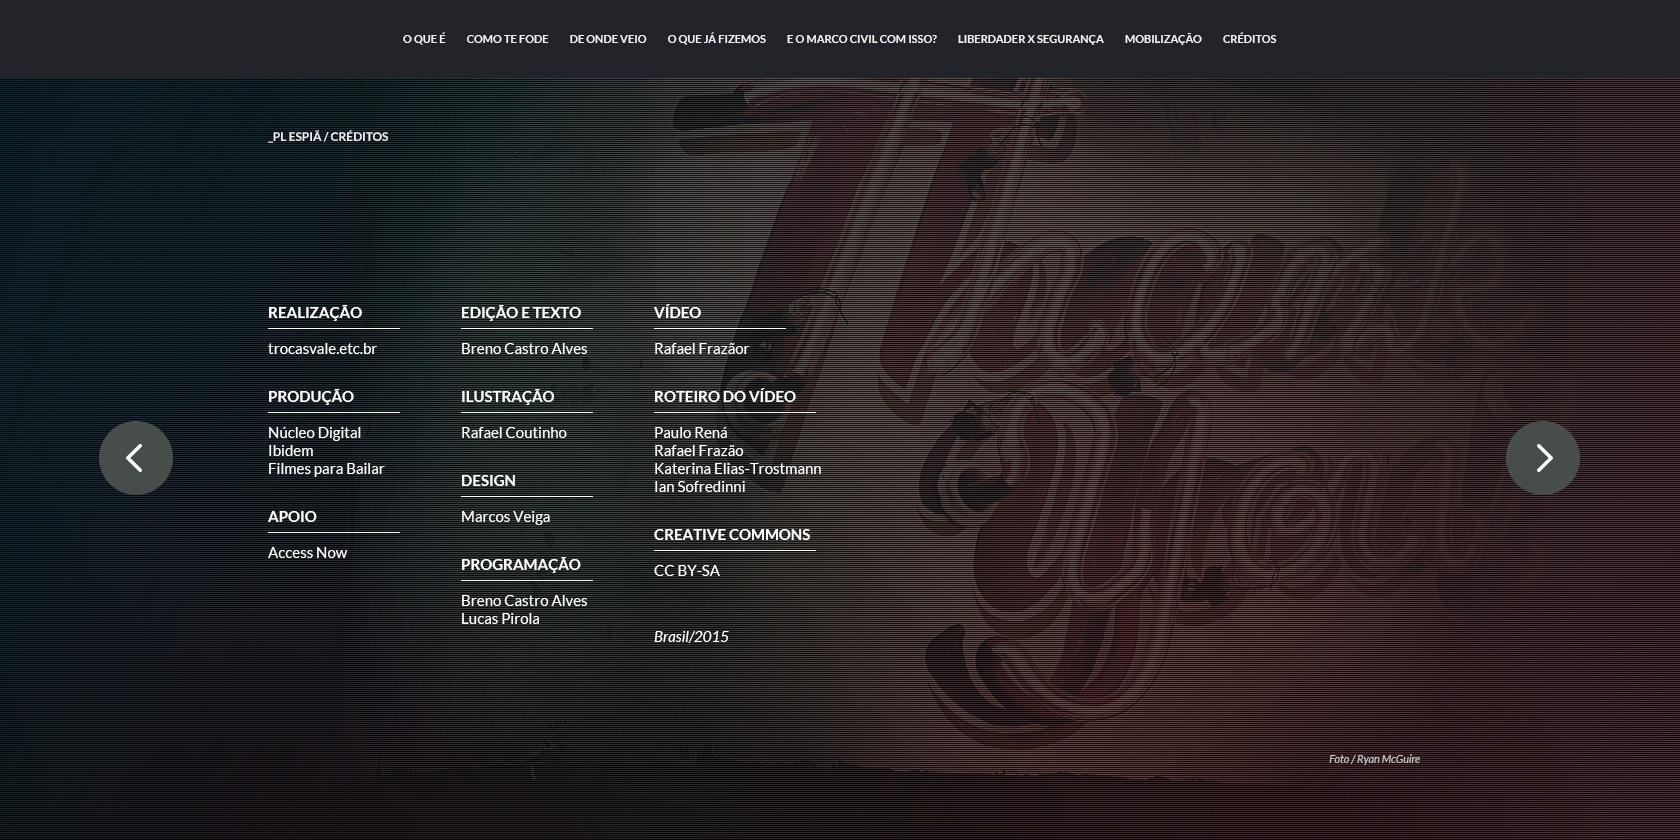 O QUE É COMO TE FODE DE ONDE VEIO O QUE JÁ FIZEMOS E O MARCO CIVIL COM ISSO? LIBERDADER X SEGURANÇA MOBILIZAÇÃO CRÉDITOS
_PL ESPIÃ / CRÉDITOS
Thank
You
REALIZAÇÃO
trocasvale.etc.br
PRODUÇÃO
Núcleo Digital
Ibidem
Filmes para Bailar
APOIO
Access Now
EDIÇÃO E TEXTO
Breno Castro Alves
ILUSTRAÇÃO
Rafael Coutinho
DESIGN
Marcos Veiga
PROGRAMAÇÃO
Breno Castro Alves
Lucas Pirola
VÍDEO
Rafael Frazãor
ROTEIRO DO VÍDEO
Paulo Rená
Rafael Frazão
Katerina Elias-Trostmann
Ian Sofredinni
CREATIVE COMMONS
CC BY-SA
Brasil/2015
Foto / Ryan McGuire